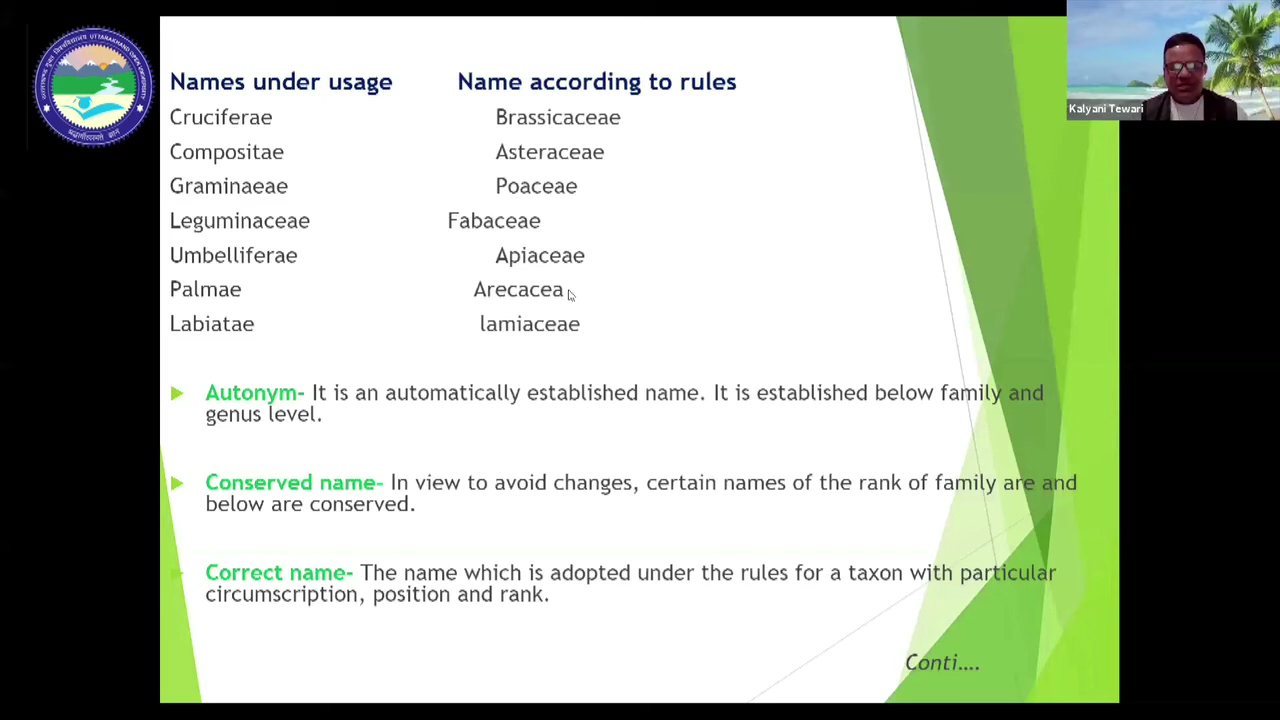 Names under usage Name according to rules
Cruciferae Brassicaceae
Compositae Asteraceae
Graminaeae Poaceae
Leguminaceae Fabaceae
Umbelliferae Apiaceae
Palmae Arecacea
Labiatae lamiaceae
Autonym- It is an automatically established name. It is established below family and
genus level.
Conserved name- In view to avoid changes, certain names of the rank of family are and
below are conserved.
Correct name- The name which is adopted under the rules for a taxon with particular
circumscription, position and rank.
Conti....
Kalyani Tewari